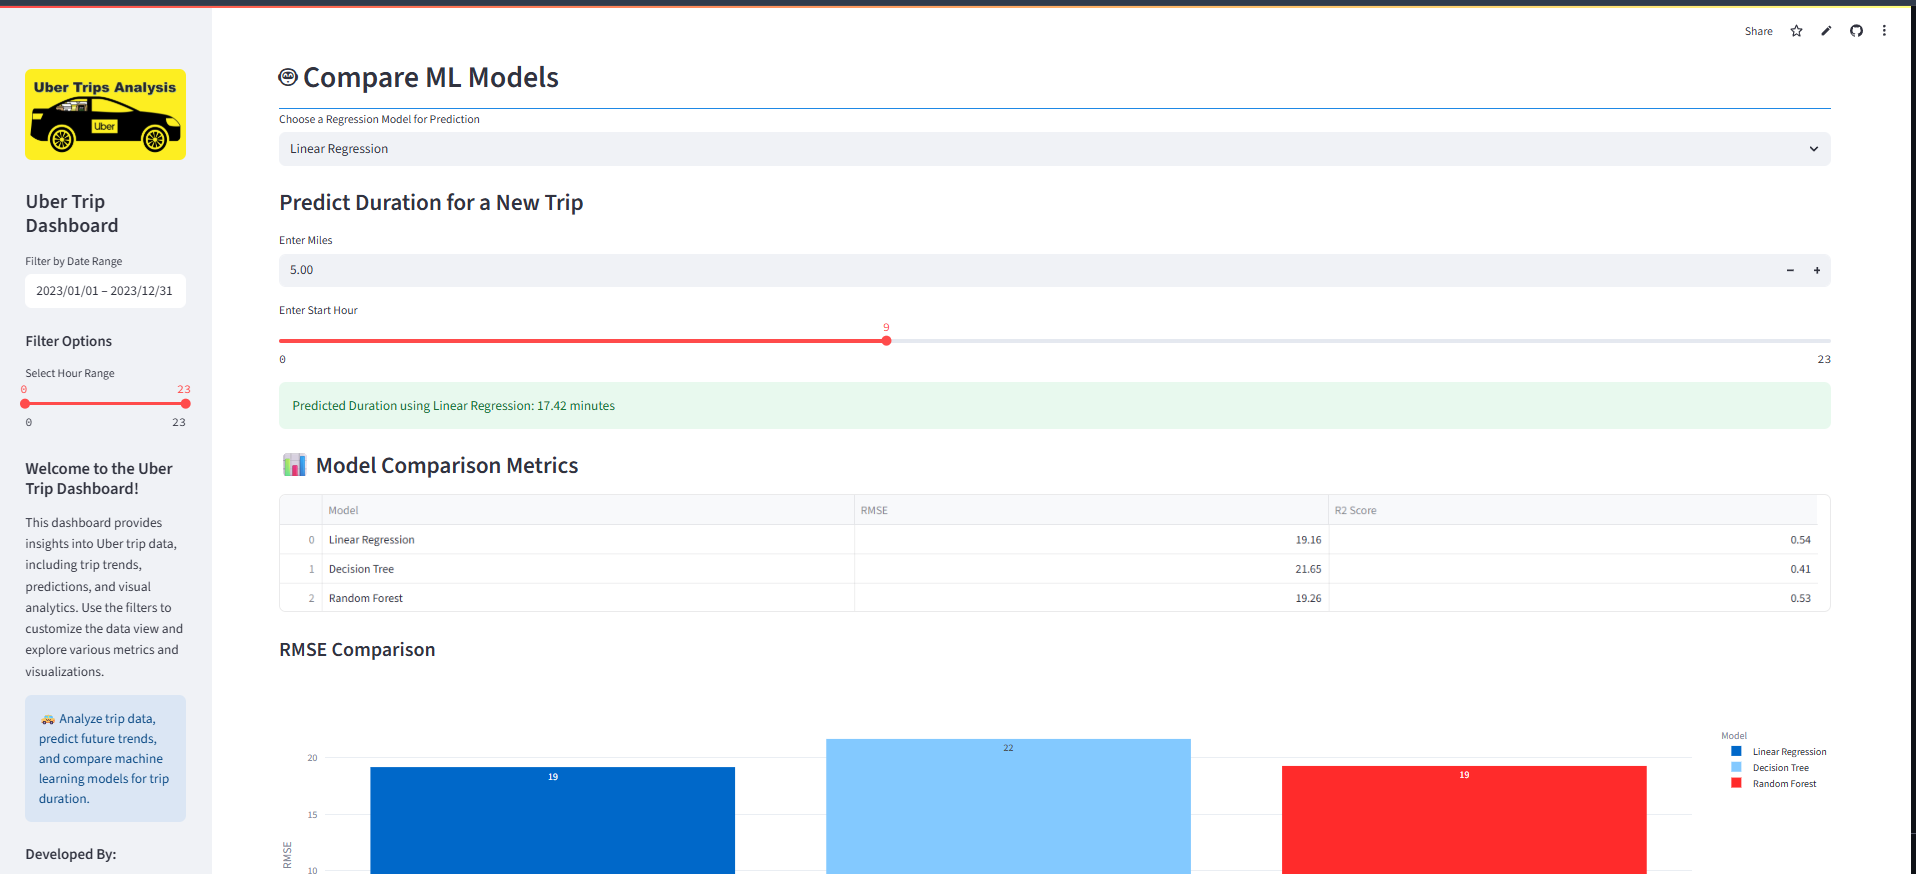 Share
Uber Trips Analysis
Uber
Uber Trip
Dashboard
Filter by Date Range
2023/01/01 – 2023/12/31
Filter Options
Select Hour Range
0 23
0 23
Welcome to the Uber
Trip Dashboard!
This dashboard provides
insights into Uber trip data,
including trip trends,
predictions, and visual
analytics. Use the filters to
customize the data view and
explore various metrics and
visualizations.
🚕 Analyze trip data,
predict future trends,
and compare machine
learning models for trip
duration.
Developed By:
Compare ML Models
Choose a Regression Model for Prediction
Linear Regression
Predict Duration for a New Trip
Enter Miles
5.00
Enter Start Hour
9
0 23
Predicted Duration using Linear Regression: 17.42 minutes
📊 Model Comparison Metrics
Model RMSE R2 Score
0 Linear Regression 19.16 0.54
1 Decision Tree 21.65 0.41
2 Random Forest 19.26 0.53
RMSE Comparison
20
15
10
RMSE
19
22
19
Model
Linear Regression
Decision Tree
Random Forest